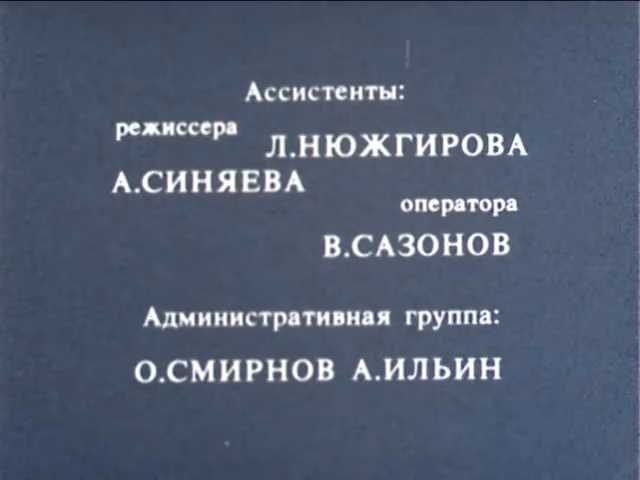 Ассистенты:
режиссера
Л.НЮЖГИРОВА
А.СИНЯЕВА
оператора
В.САЗОНОВ
Административная группа:
О.СМИРНОВ А.ИЛЬИН